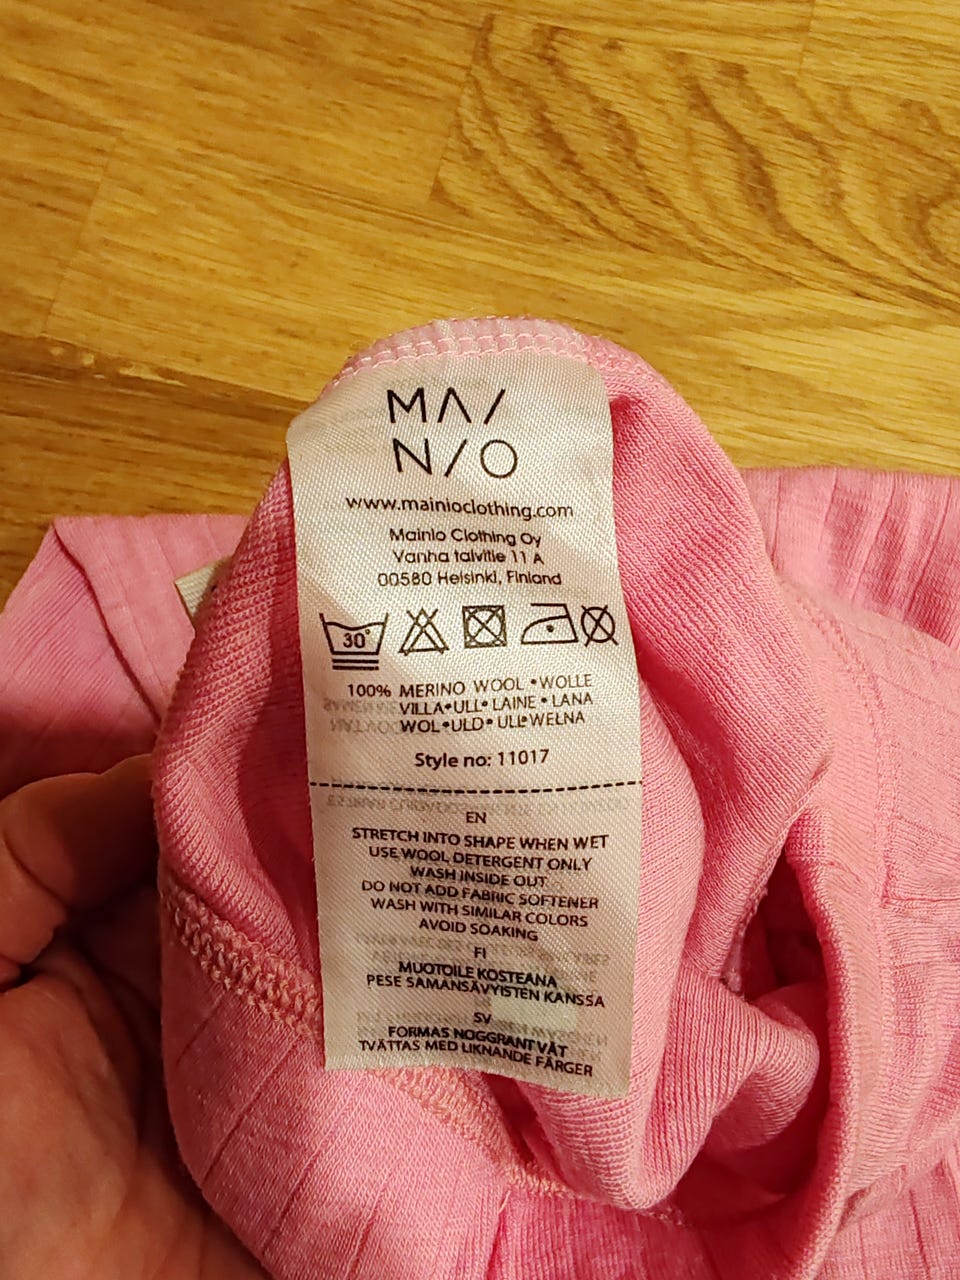 MAI
NIO
www.mainioclothing.com
Mainio Clothing Oy
Vanha talvitie 11 A
00580 Helsinki, Finland
30°
100% MERINO WOOL • WOLLE
VILLA • ULL • LAINE • LANA
WOL • ULD • ULL • WEŁNA
Style no: 11017
EN
STRETCH INTO SHAPE WHEN WET
USE WOOL DETERGENT ONLY
WASH INSIDE OUT
DO NOT ADD FABRIC SOFTENER
WASH WITH SIMILAR COLORS
AVOID SOAKING
FI
MUOTOILE KOSTEANA
PESE SAMANSÄVYISTEN KANSSA
SV
FORMAS NOGGRANT VÅT
TVÄTTAS MED LIKNANDE FÄRGER